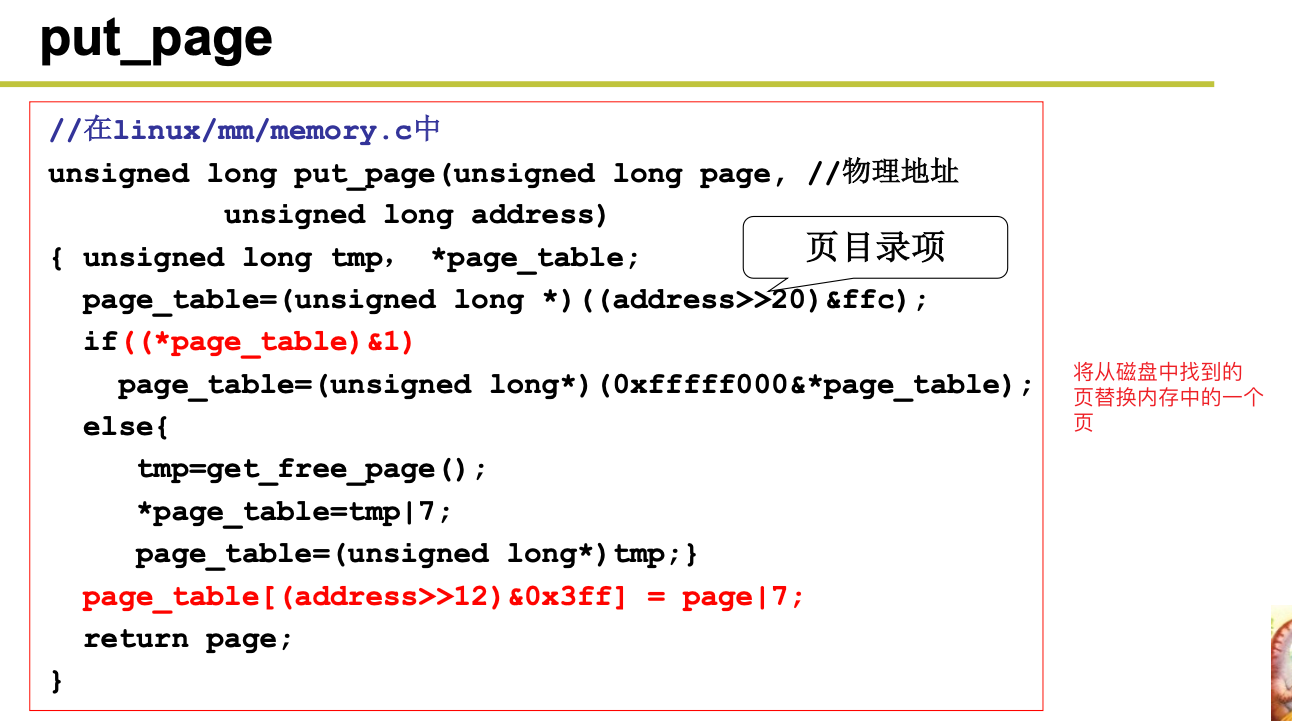 put_page
//在linux/mm/memory.c中
unsigned long put_page(unsigned long page, //物理地址
unsigned long address)
{ unsigned long tmp， *page_table;
页目录项
page_table=(unsigned long *)((address>>20)&ffc);
if((*page_table)&1)
page_table=(unsigned long*)(0xfffff000&*page_table);
else{
tmp=get_free_page();
*page_table=tmp|7;
page_table=(unsigned long*)tmp;}
page_table[(address>>12)&0x3ff] = page|7;
return page;
}
将从磁盘中找到的
页替换内存中的一个
页